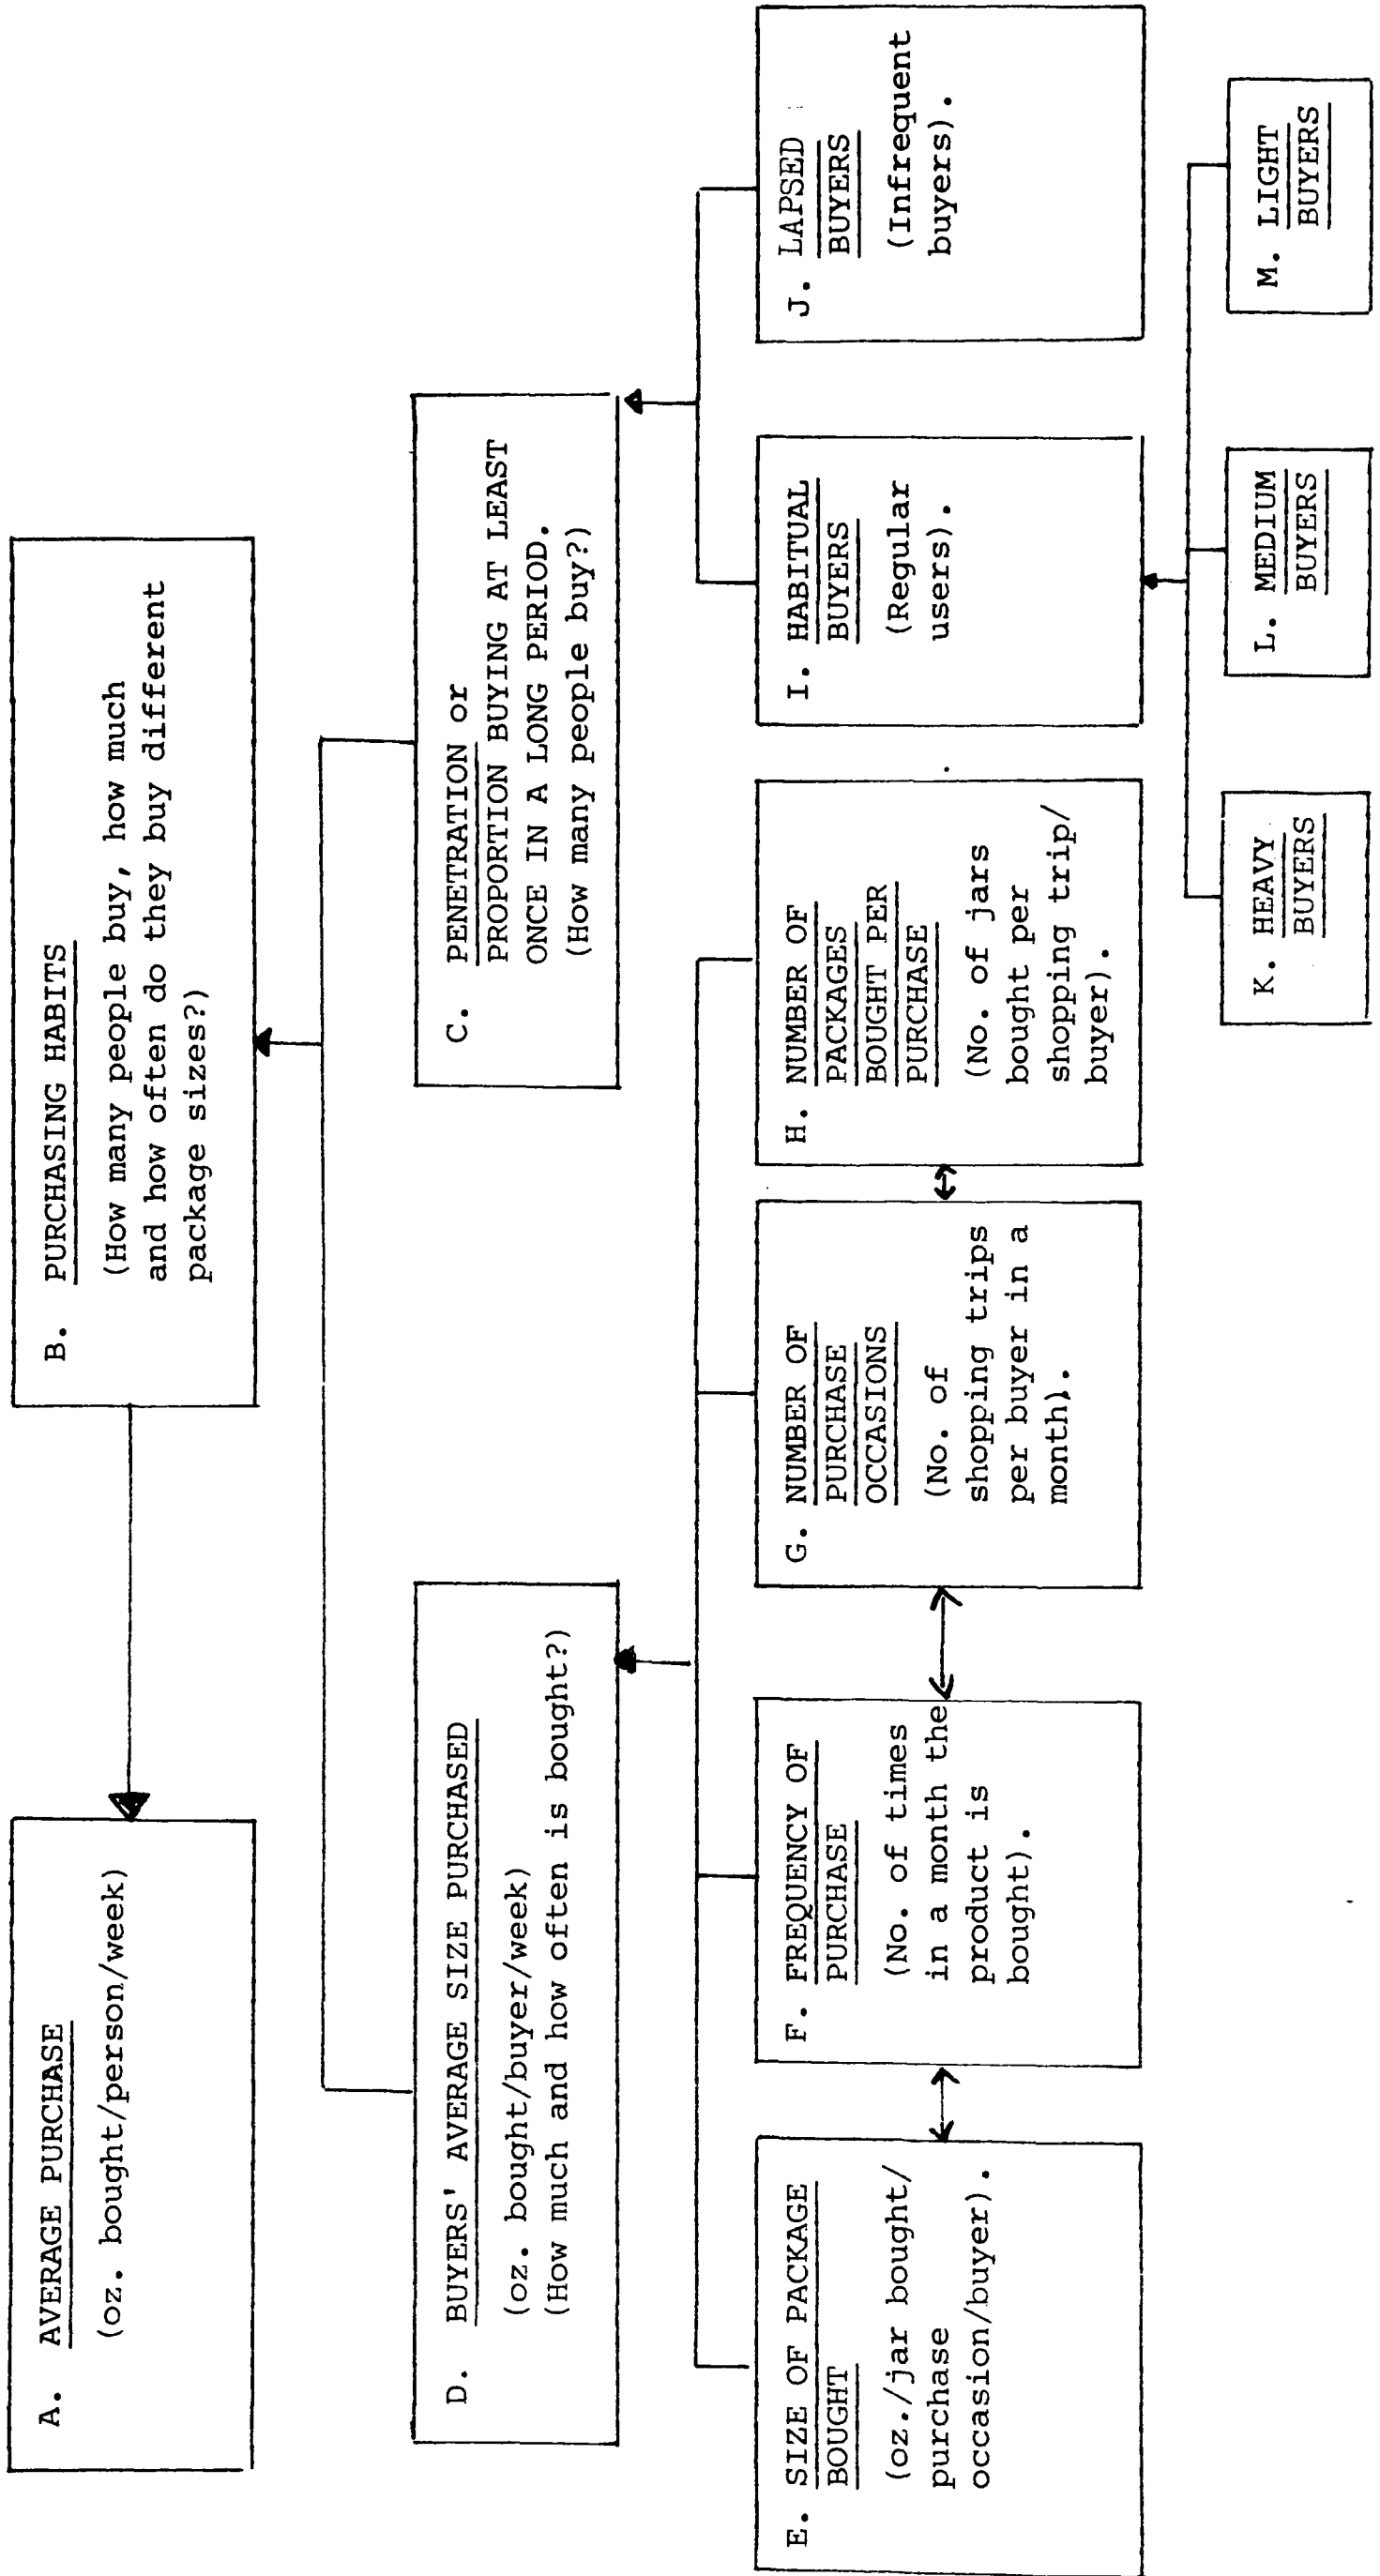 A. AVERAGE PURCHASE
(oz. bought/person/week)
B. PURCHASING HABITS
(How many people buy, how much
and how often do they buy different
package sizes?)
D. BUYERS' AVERAGE SIZE PURCHASED
(oz. bought/buyer/week)
(How much and how often is bought?)
C. PENETRATION or
PROPORTION BUYING AT LEAST
ONCE IN A LONG PERIOD.
(How many people buy?)
E. SIZE OF PACKAGE
BOUGHT
(oz./jar bought/
purchase
occasion/buyer).
F. FREQUENCY OF
PURCHASE
(No. of times
in a month the
product is
bought).
G. NUMBER OF
PURCHASE
OCCASIONS
(No. of
shopping trips
per buyer in a
month).
H. NUMBER OF
PACKAGES
BOUGHT PER
PURCHASE
(No. of jars
bought per
shopping trip/
buyer).
I. HABITUAL
BUYERS
(Regular
users).
J. LAPSED
BUYERS
(Infrequent
buyers).
K. HEAVY
BUYERS
L. MEDIUM
BUYERS
M. LIGHT
BUYERS